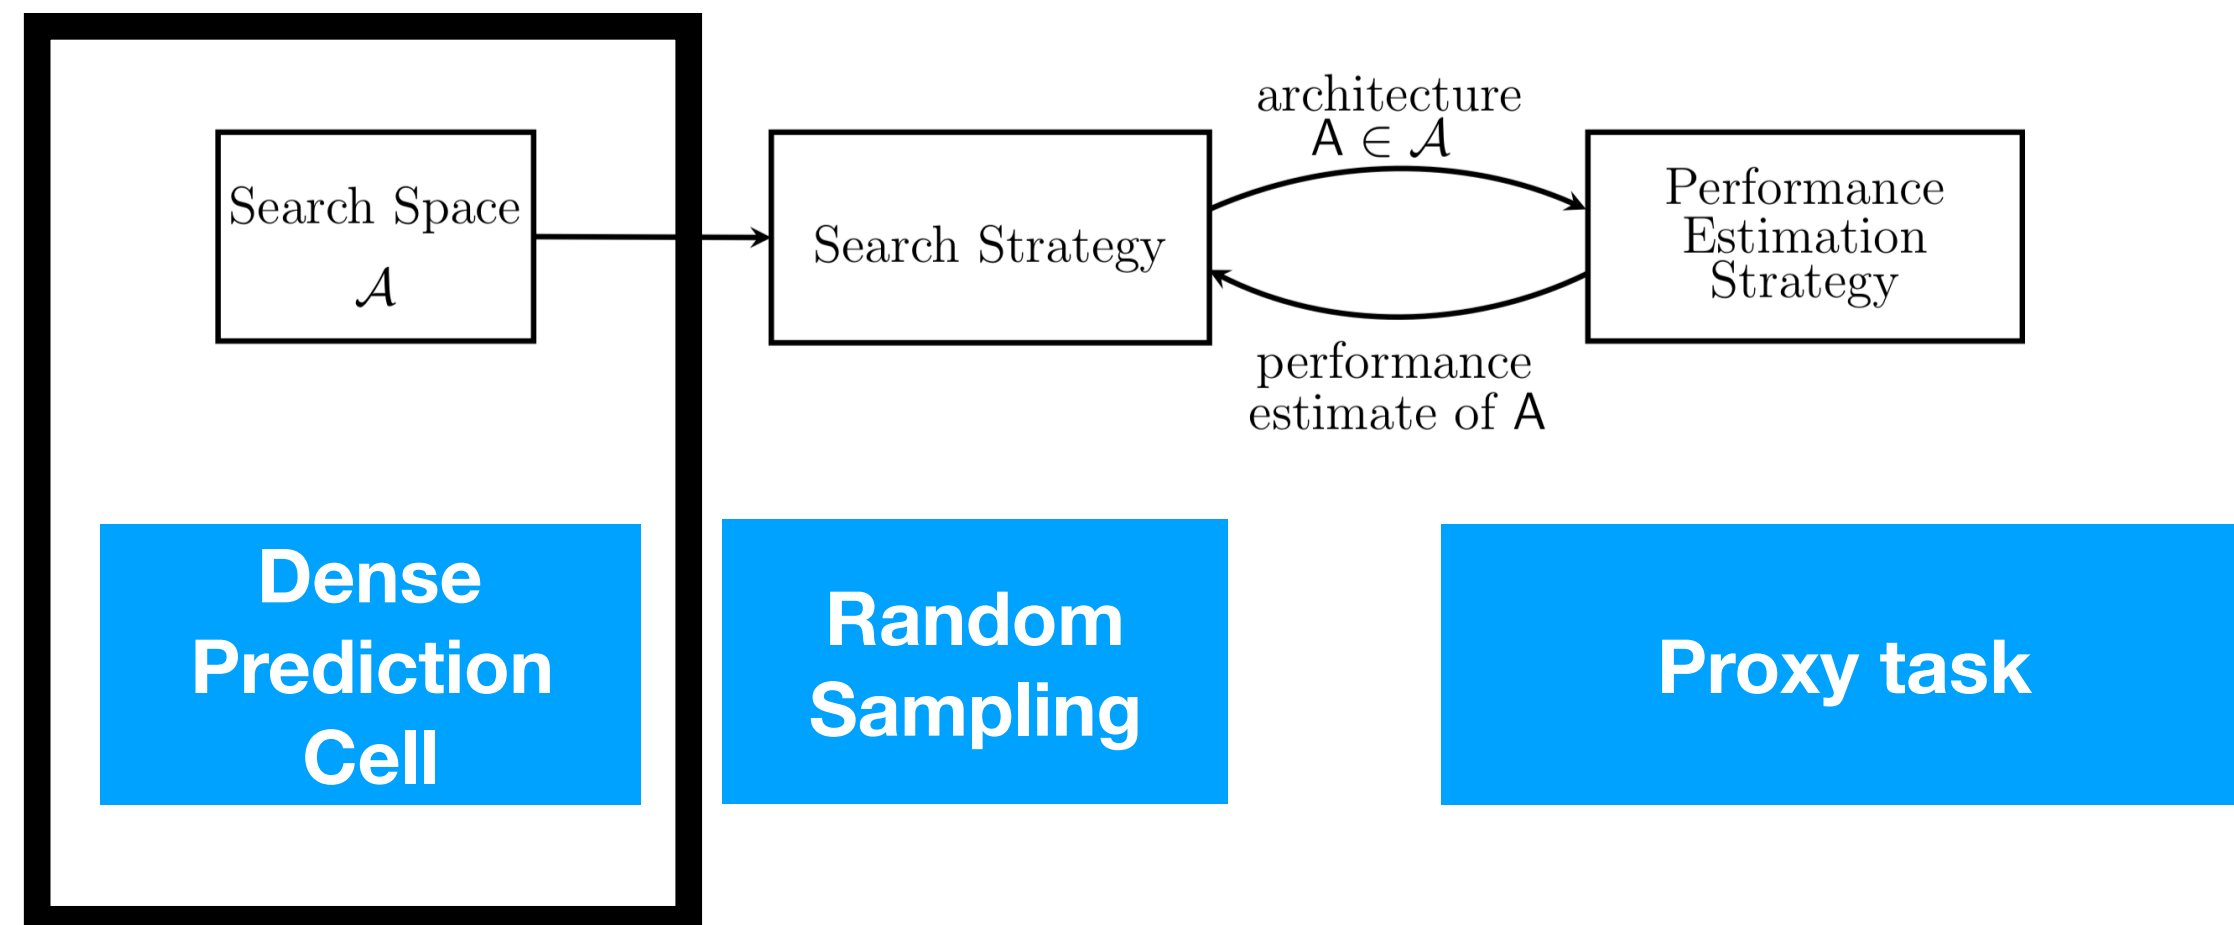 Search Space
𝒜
Search Strategy
architecture
A ∈ 𝒜
performance
estimate of A
Performance
Estimation
Strategy
Dense
Prediction
Cell
Random
Sampling
Proxy task